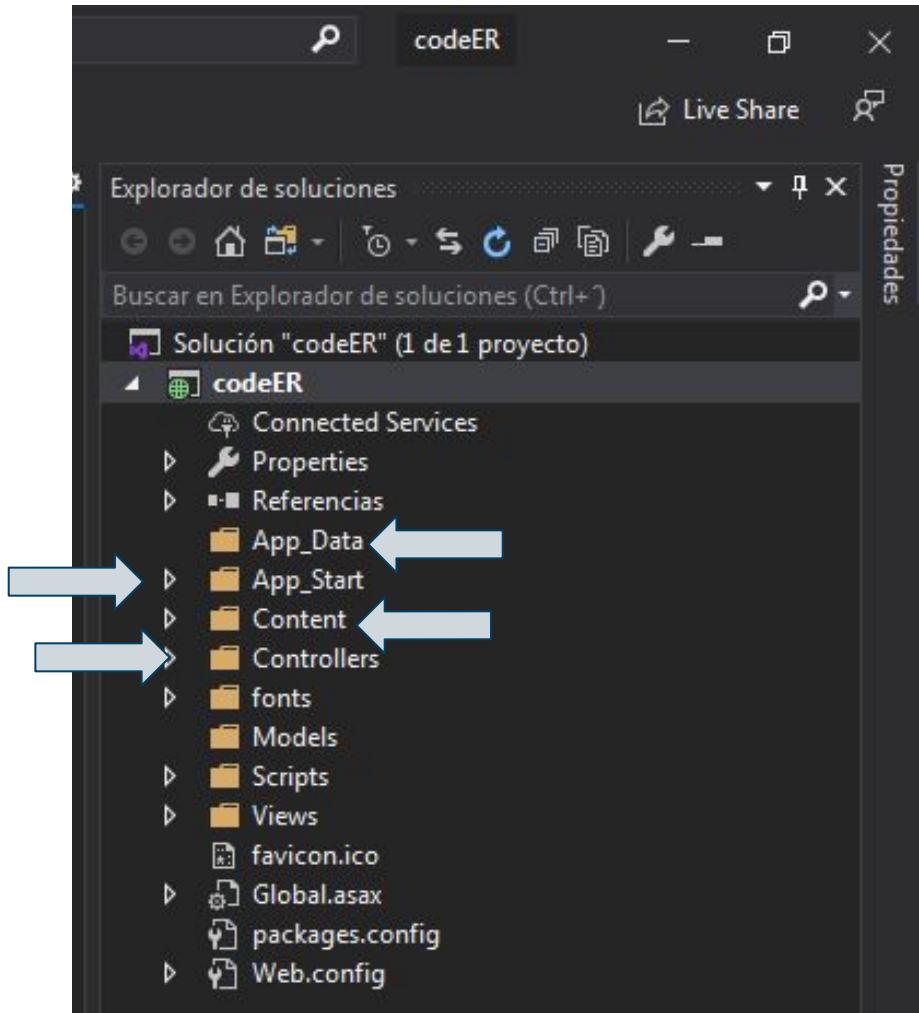 codeER
Live Share
Explorador de soluciones
Propiedades
Buscar en Explorador de soluciones (Ctrl+´)
Solución "codeER" (1 de 1 proyecto)
codeER
Connected Services
Properties
Referencias
App_Data
App_Start
Content
Controllers
fonts
Models
Scripts
Views
favicon.ico
Global.asax
packages.config
Web.config